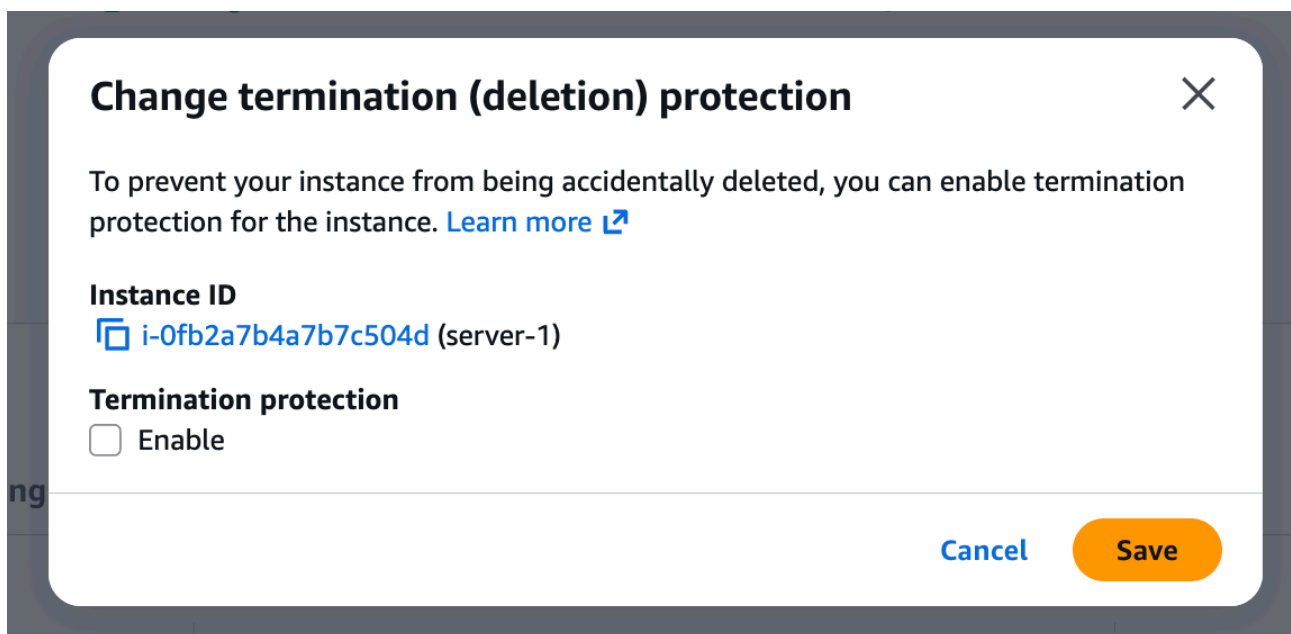 Change termination (deletion) protection
To prevent your instance from being accidentally deleted, you can enable termination
protection for the instance. Learn more
Instance ID
i-0fb2a7b4a7b7c504d (server-1)
Termination protection
Enable
ng
Cancel
Save